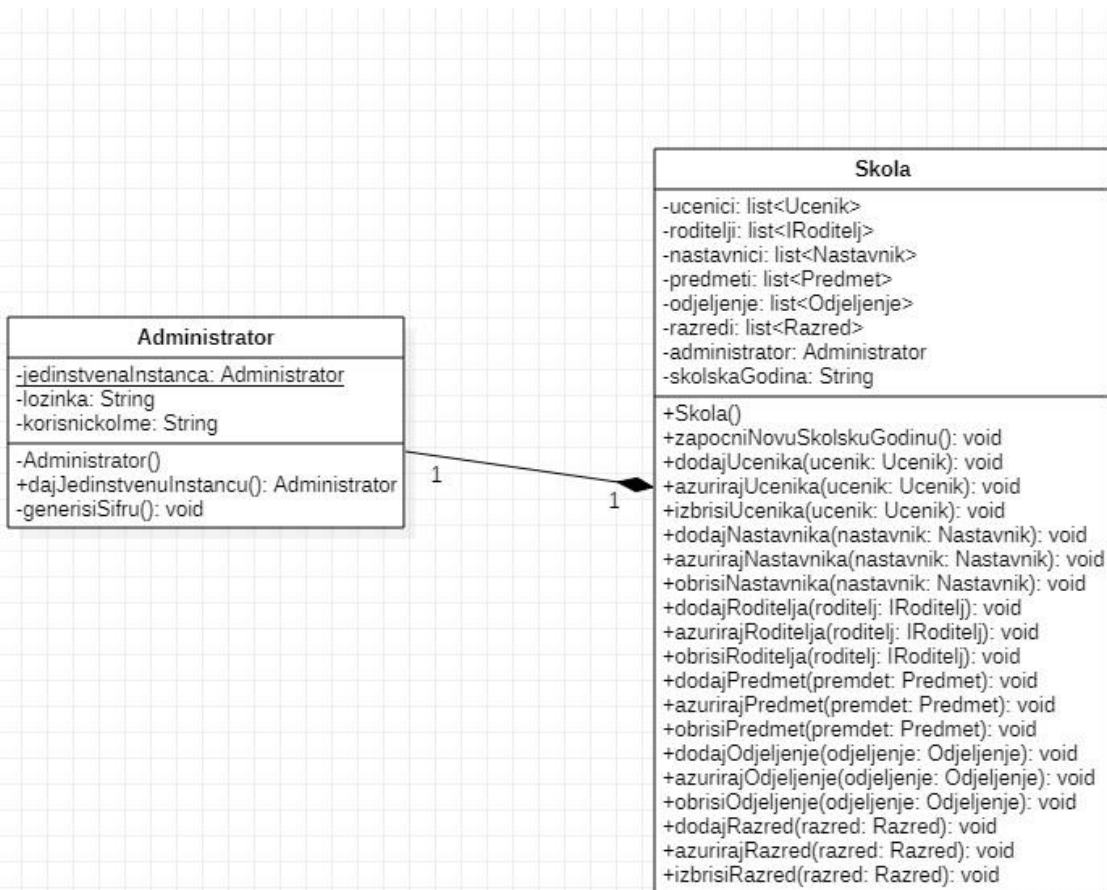 Administrator
-jedinstvenaInstanca: Administrator
-lozinka: String
-korisnickoIme: String
-Administrator()
+dajJedinstvenuInstancu(): Administrator
-generisiSifru(): void
1
1
Skola
-ucenici: list<Ucenik>
-roditelji: list<IRoditelj>
-nastavnici: list<Nastavnik>
-predmeti: list<Predmet>
-odjeljenje: list<Odjeljenje>
-razredi: list<Razred>
-administrator: Administrator
-skolskaGodina: String
+Skola()
+zapocniNovuSkolskuGodinu(): void
+dodajUcenika(ucenik: Ucenik): void
+azurirajUcenika(ucenik: Ucenik): void
+izbrisiUcenika(ucenik: Ucenik): void
+dodajNastavnika(nastavnik: Nastavnik): void
+azurirajNastavnika(nastavnik: Nastavnik): void
+obrisiNastavnika(nastavnik: Nastavnik): void
+dodajRoditelja(roditelj: IRoditelj): void
+azurirajRoditelja(roditelj: IRoditelj): void
+obrisiRoditelja(roditelj: IRoditelj): void
+dodajPredmet(premdet: Predmet): void
+azurirajPredmet(premdet: Predmet): void
+obrisiPredmet(premdet: Predmet): void
+dodajOdjeljenje(odjeljenje: Odjeljenje): void
+azurirajOdjeljenje(odjeljenje: Odjeljenje): void
+obrisiOdjeljenje(odjeljenje: Odjeljenje): void
+dodajRazred(razred: Razred): void
+azurirajRazred(razred: Razred): void
+izbrisiRazred(razred: Razred): void